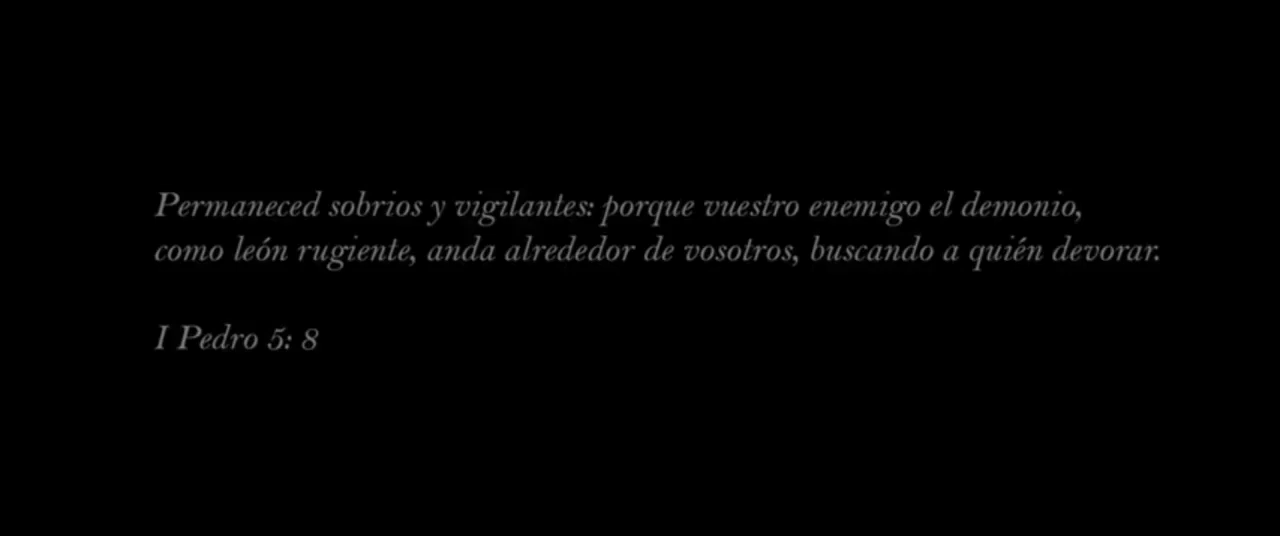 Permaneced sobrios y vigilantes: porque vuestro enemigo el demonio,
como león rugiente, anda alrededor de vosotros, buscando a quién devorar.
I Pedro 5: 8